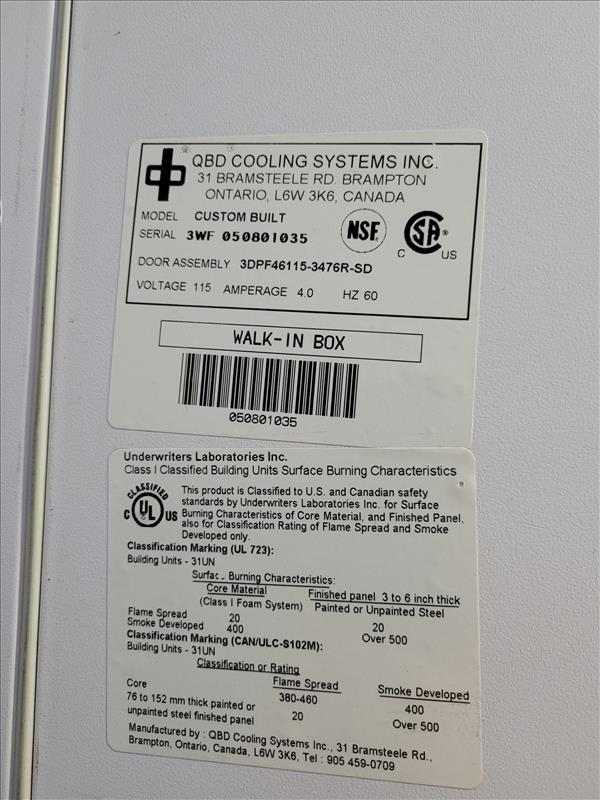 QBD COOLING SYSTEMS INC.
31 BRAMSTEELE RD. BRAMPTON
ONTARIO, L6W 3K6, CANADA
MODEL CUSTOM BUILT
SERIAL 3WF 050801035
NSF
C SA US
DOOR ASSEMBLY 3DPF46115-3476R-SD
VOLTAGE 115 AMPERAGE 4.0 HZ 60
WALK-IN BOX
050801035
Underwriters Laboratories Inc.
Class I Classified Building Units Surface Burning Characteristics
CLASSIFIED
C UL US
This product is Classified to U.S. and Canadian safety
standards by Underwriters Laboratories Inc. for Surface
Burning Characteristics of Core Material, and Finished Panel,
also for Classification Rating of Flame Spread and Smoke
Developed only.
Classification Marking (UL 723):
Building Units - 31UN
Surfac. Burning Characteristics:
Core Material Finished panel 3 to 6 inch thick
(Class I Foam System) Painted or Unpainted Steel
Flame Spread 20 20
Smoke Developed 400 Over 500
Classification Marking (CAN/ULC-S102M):
Building Units - 31UN
Classification or Rating
Flame Spread Smoke Developed
Core 380-460 400
76 to 152 mm thick painted or
unpainted steel finished panel 20 Over 500
Manufactured by : QBD Cooling Systems Inc., 31 Bramsteele Rd.,
Brampton, Ontario, Canada, L6W 3K6, Tel : 905 459-0709